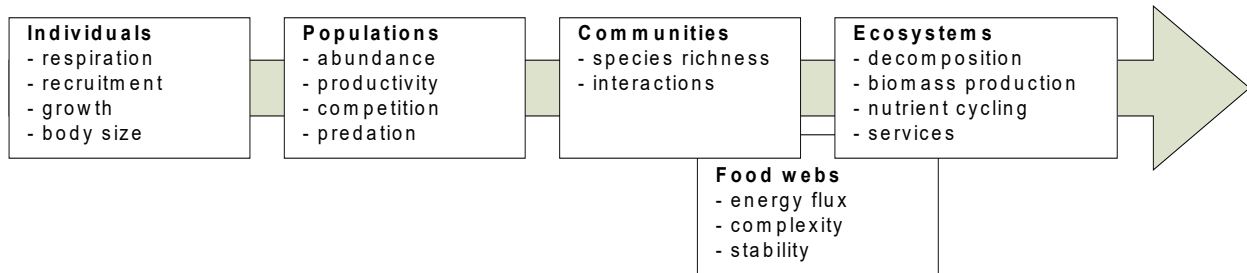 Individuals
- respiration
- recruitment
- growth
- body size
Populations
- abundance
- productivity
- competition
- predation
Communities
- species richness
- interactions
Ecosystems
- decomposition
- biomass production
- nutrient cycling
- services
Food webs
- energy flux
- complexity
- stability